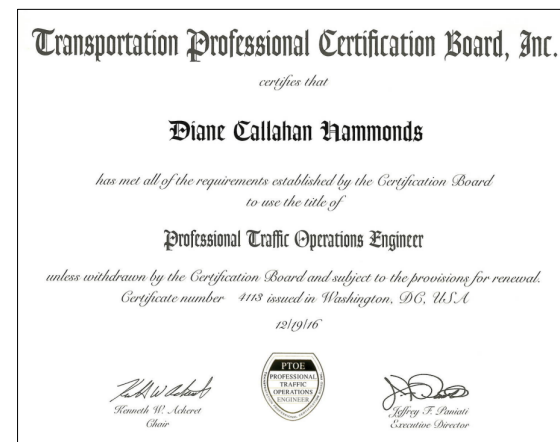 Transportation Professional Certification Board, Inc.
certifies that
Diane Callahan Hammonds
has met all of the requirements established by the Certification Board
to use the title of
Professional Traffic Operations Engineer
unless withdrawn by the Certification Board and subject to the provisions for renewal.
Certificate number 4113 issued in Washington, DC, USA
12/19/16
PTOE
PROFESSIONAL
TRAFFIC
OPERATIONS
ENGINEER
Kenneth W. Ackeret
Chair
Jeffrey F. Paniati
Executive Director